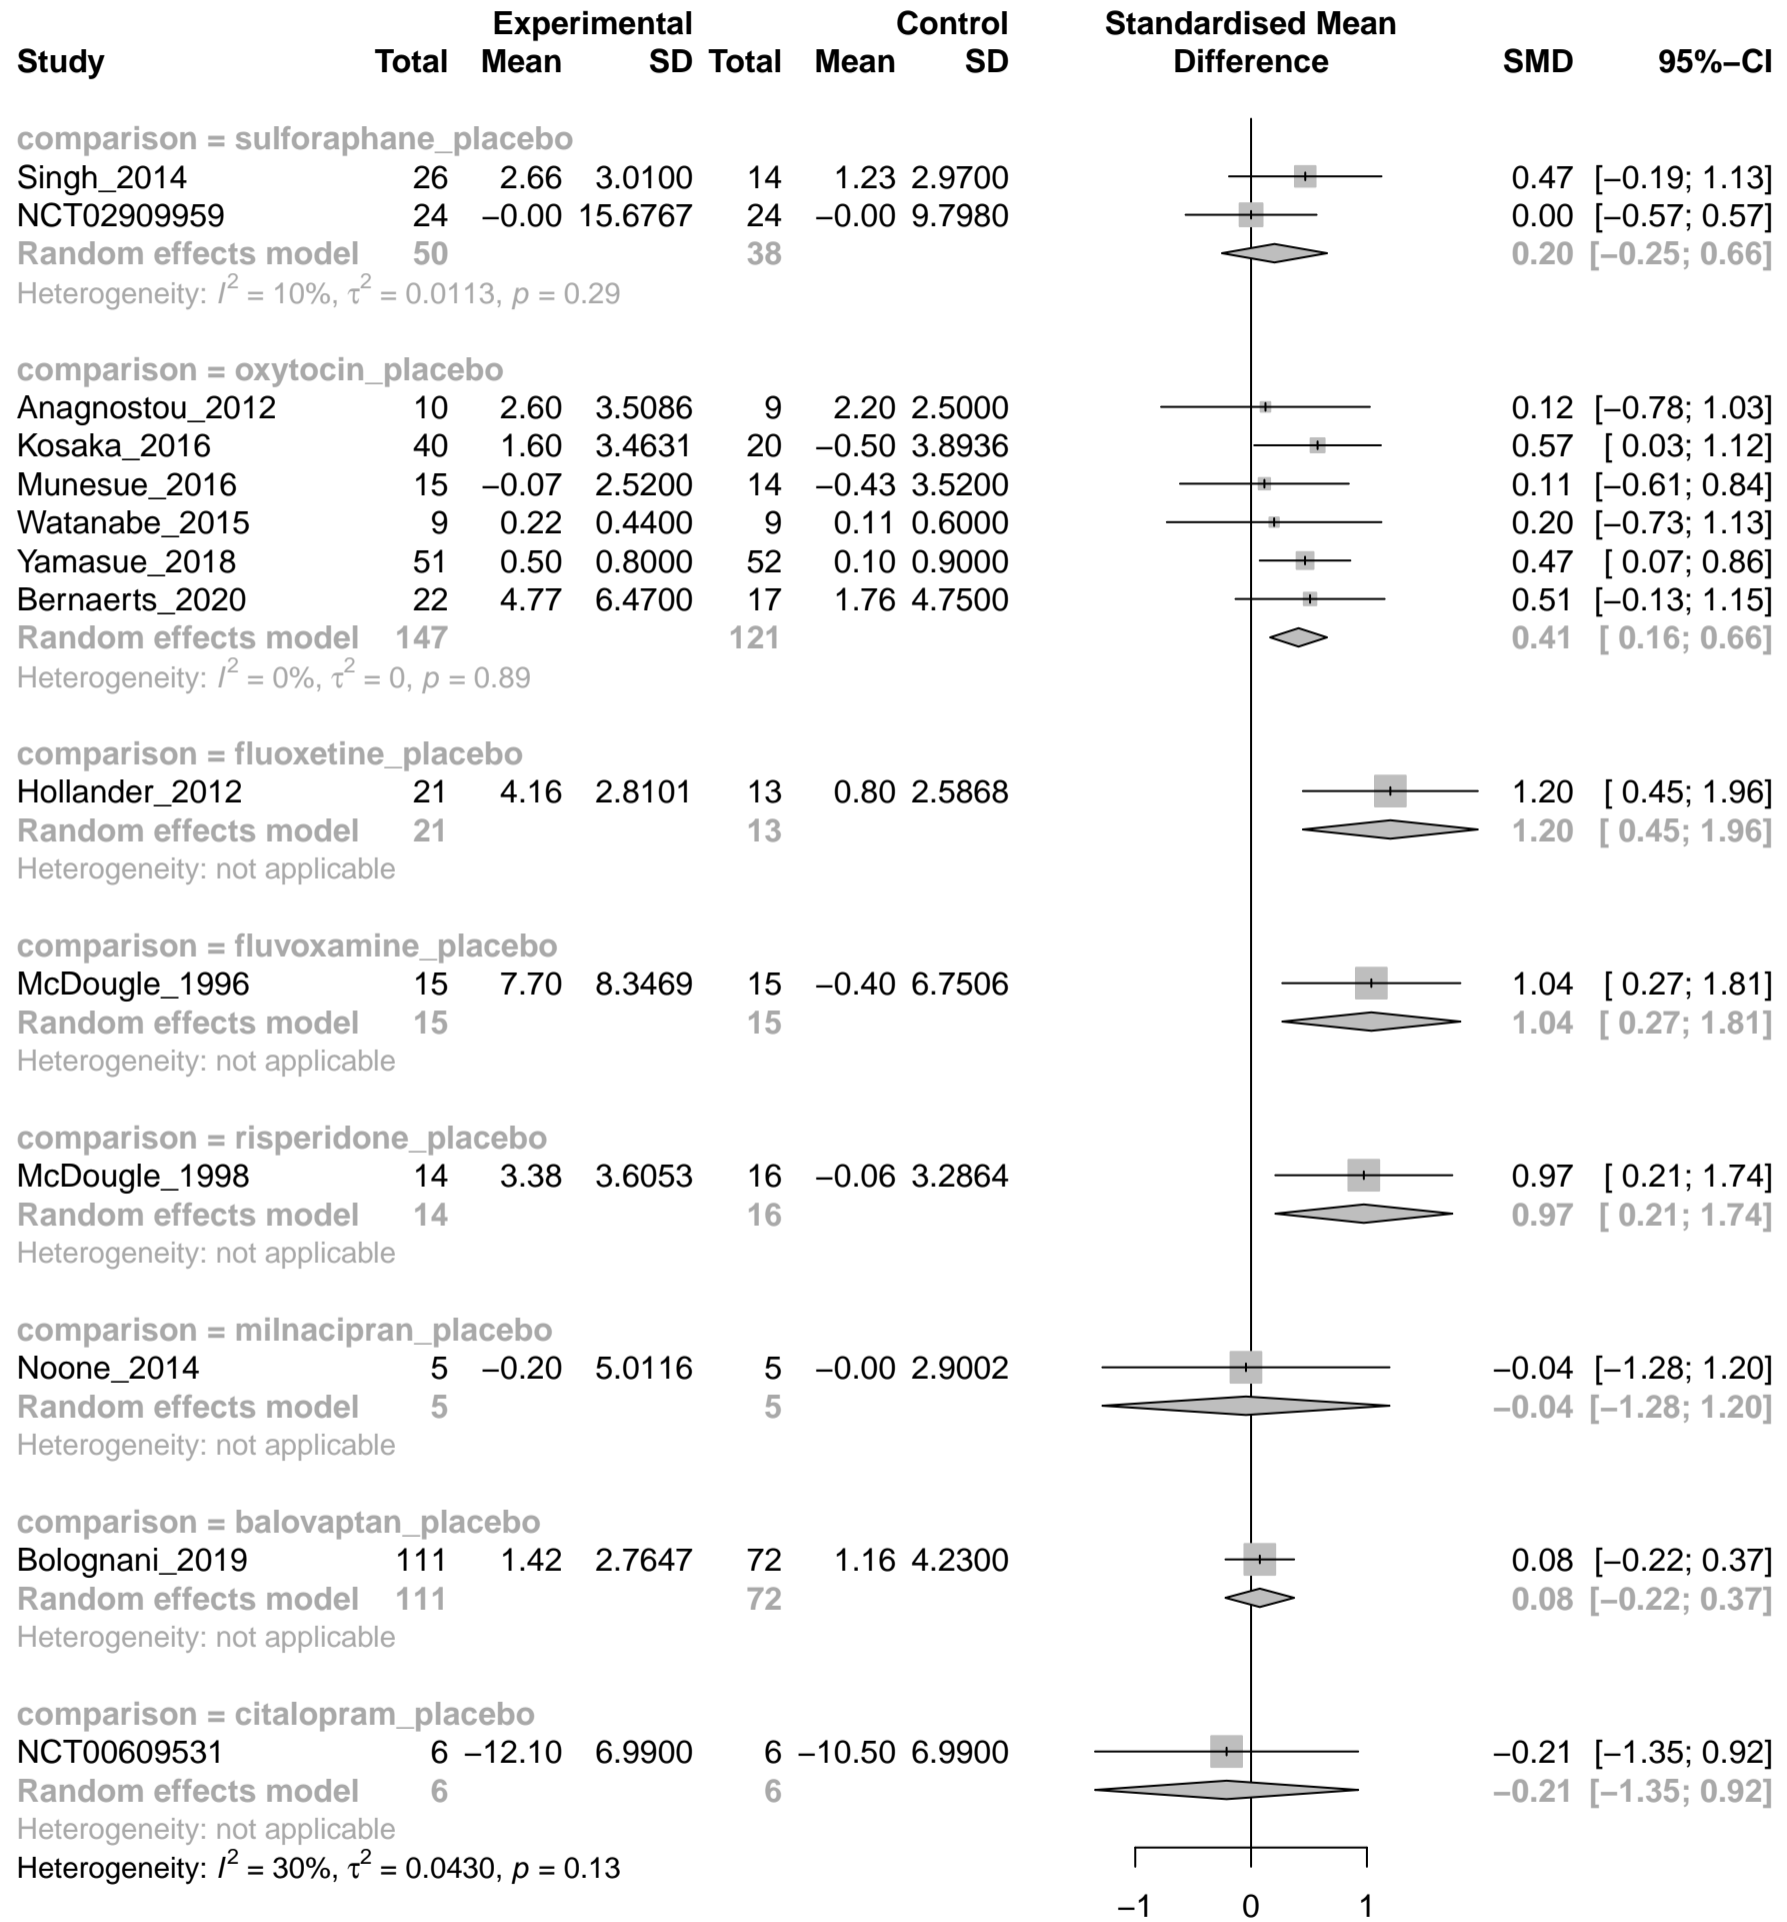 Experimental Control Standardised Mean
Study Total Mean SD Total Mean SD Difference SMD 95%–CI
comparison = sulforaphane_placebo
Singh_2014 26 2.66 3.0100 14 1.23 2.9700 0.47 [−0.19; 1.13]
NCT02909959 24 −0.00 15.6767 24 −0.00 9.7980 0.00 [−0.57; 0.57]
Random effects model 50 38 0.20 [−0.25; 0.66]
Heterogeneity: I² = 10%, τ² = 0.0113, p = 0.29
comparison = oxytocin_placebo
Anagnostou_2012 10 2.60 3.5086 9 2.20 2.5000 0.12 [−0.78; 1.03]
Kosaka_2016 40 1.60 3.4631 20 −0.50 3.8936 0.57 [ 0.03; 1.12]
Munesue_2016 15 −0.07 2.5200 14 −0.43 3.5200 0.11 [−0.61; 0.84]
Watanabe_2015 9 0.22 0.4400 9 0.11 0.6000 0.20 [−0.73; 1.13]
Yamasue_2018 51 0.50 0.8000 52 0.10 0.9000 0.47 [ 0.07; 0.86]
Bernaerts_2020 22 4.77 6.4700 17 1.76 4.7500 0.51 [−0.13; 1.15]
Random effects model 147 121 0.41 [ 0.16; 0.66]
Heterogeneity: I² = 0%, τ² = 0, p = 0.89
comparison = fluoxetine_placebo
Hollander_2012 21 4.16 2.8101 13 0.80 2.5868 1.20 [ 0.45; 1.96]
Random effects model 21 13 1.20 [ 0.45; 1.96]
Heterogeneity: not applicable
comparison = fluvoxamine_placebo
McDougle_1996 15 7.70 8.3469 15 −0.40 6.7506 1.04 [ 0.27; 1.81]
Random effects model 15 15 1.04 [ 0.27; 1.81]
Heterogeneity: not applicable
comparison = risperidone_placebo
McDougle_1998 14 3.38 3.6053 16 −0.06 3.2864 0.97 [ 0.21; 1.74]
Random effects model 14 16 0.97 [ 0.21; 1.74]
Heterogeneity: not applicable
comparison = milnacipran_placebo
Noone_2014 5 −0.20 5.0116 5 −0.00 2.9002 −0.04 [−1.28; 1.20]
Random effects model 5 5 −0.04 [−1.28; 1.20]
Heterogeneity: not applicable
comparison = balovaptan_placebo
Bolognani_2019 111 1.42 2.7647 72 1.16 4.2300 0.08 [−0.22; 0.37]
Random effects model 111 72 0.08 [−0.22; 0.37]
Heterogeneity: not applicable
comparison = citalopram_placebo
NCT00609531 6 −12.10 6.9900 6 −10.50 6.9900 −0.21 [−1.35; 0.92]
Random effects model 6 6 −0.21 [−1.35; 0.92]
Heterogeneity: not applicable
Heterogeneity: I² = 30%, τ² = 0.0430, p = 0.13
−1 0 1